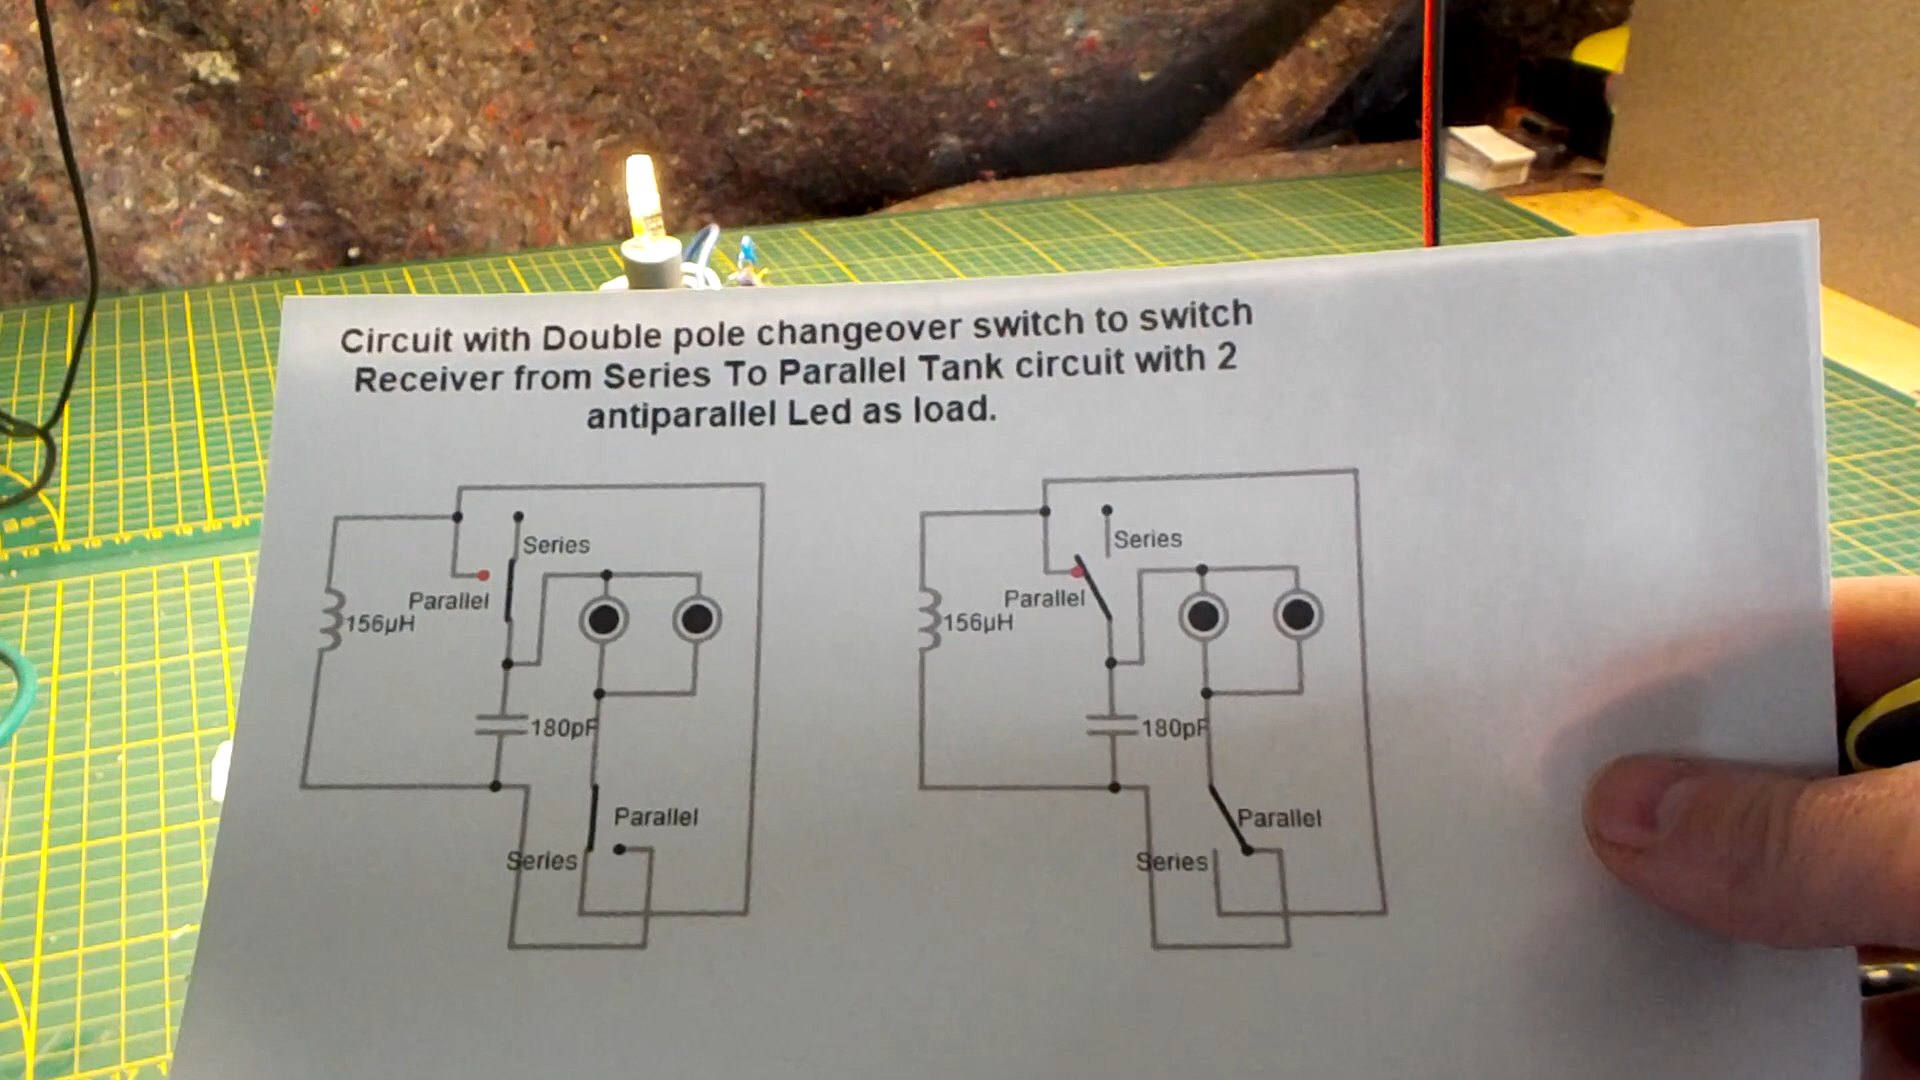 Circuit with Double pole changeover switch to switch
Receiver from Series To Parallel Tank circuit with 2
antiparallel Led as load.
Series
Parallel
156µH
180pF
Parallel
Series
Series
Parallel
156µH
180pF
Parallel
Series